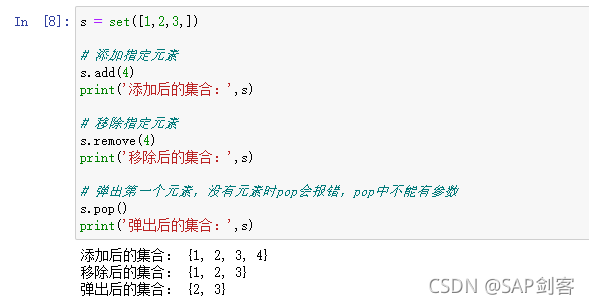 In [8]:
s = set([1,2,3,])
# 添加指定元素
s.add(4)
print('添加后的集合：',s)
# 移除指定元素
s.remove(4)
print('移除后的集合：',s)
# 弹出第一个元素，没有元素时pop会报错，pop中不能有参数
s.pop()
print('弹出后的集合：',s)
添加后的集合： {1, 2, 3, 4}
移除后的集合： {1, 2, 3}
弹出后的集合： {2, 3}
CSDN @SAP剑客